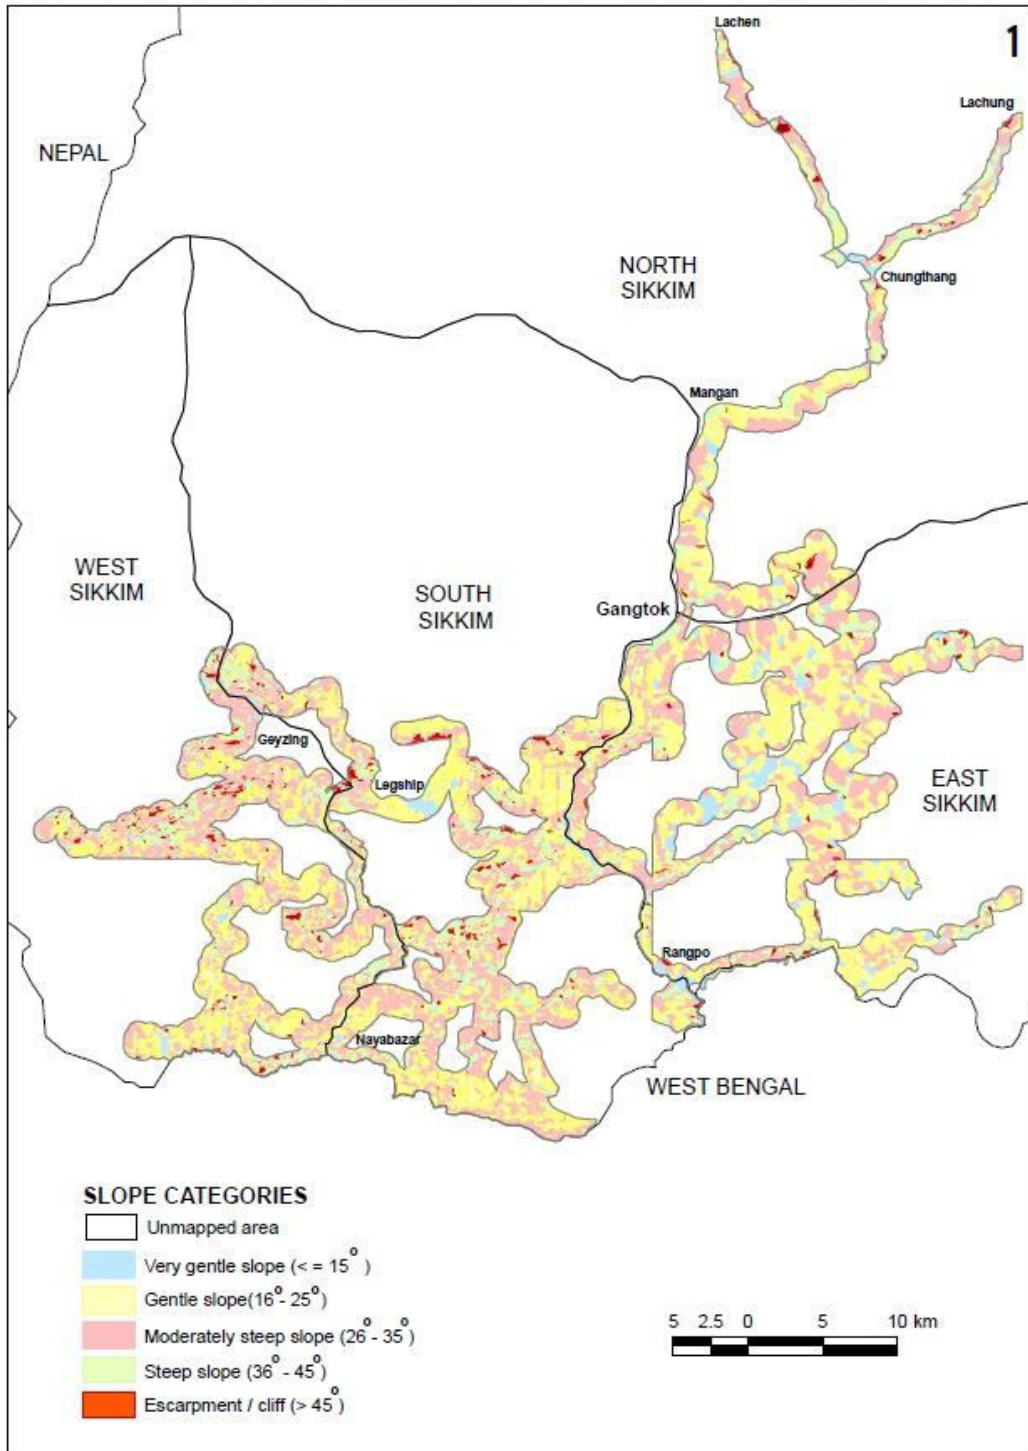 Lachen
1
Lachung
NEPAL
NORTH
SIKKIM
Chungthang
Mangan
WEST
SIKKIM
SOUTH
SIKKIM
Gangtok
Geyzing
Legship
EAST
SIKKIM
Rangpo
Nayabazar
WEST BENGAL
SLOPE CATEGORIES
Unmapped area
Very gentle slope (< = 15°)
Gentle slope(16°- 25°)
Moderately steep slope (26°- 35°)
Steep slope (36°- 45°)
Escarpment / cliff (> 45°)
5 2.5 0 5 10 km